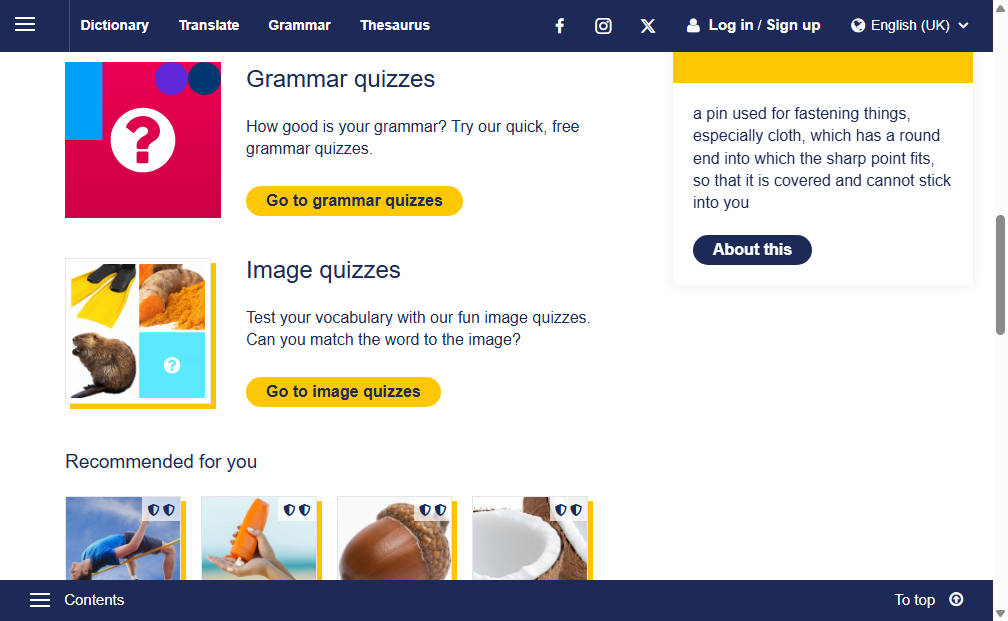 Dictionary
Translate
Grammar
Thesaurus
Log in / Sign up
English (UK)
Grammar quizzes
How good is your grammar? Try our quick, free
grammar quizzes.
Go to grammar quizzes
a pin used for fastening things,
especially cloth, which has a round
end into which the sharp point fits,
so that it is covered and cannot stick
into you
About this
Image quizzes
Test your vocabulary with our fun image quizzes.
Can you match the word to the image?
Go to image quizzes
Recommended for you
Contents
To top